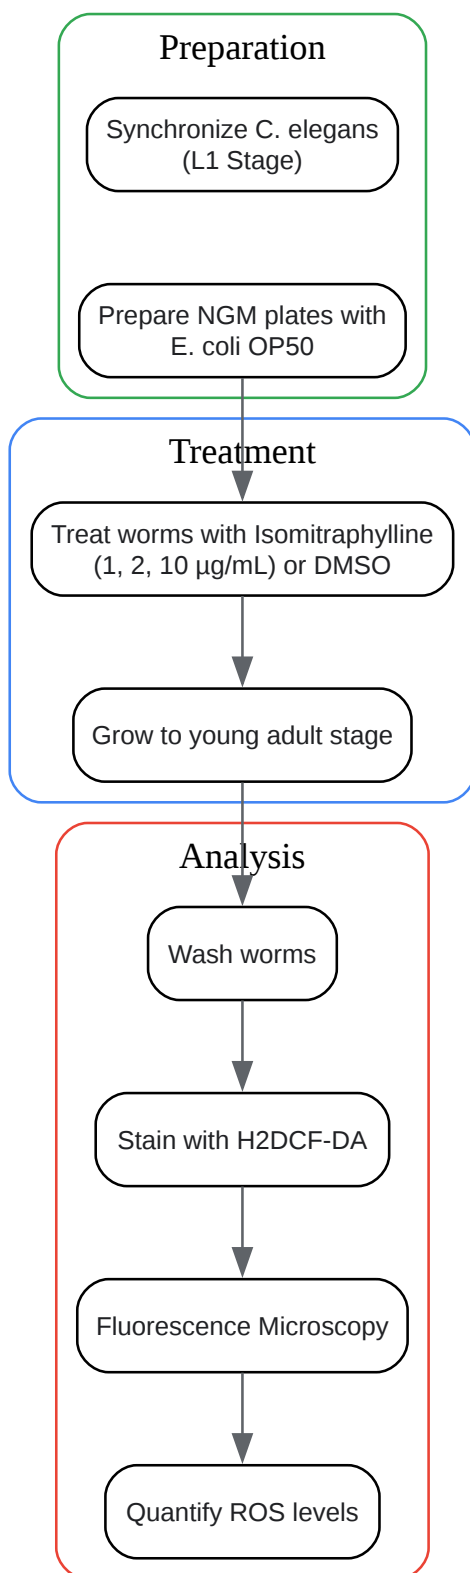 Preparation
Synchronize C. elegans
(L1 Stage)
Prepare NGM plates with
E. coli OP50
Treatment
Treat worms with Isomitraphylline
(1, 2, 10 µg/mL) or DMSO
Grow to young adult stage
Analysis
Wash worms
Stain with H2DCF-DA
Fluorescence Microscopy
Quantify ROS levels